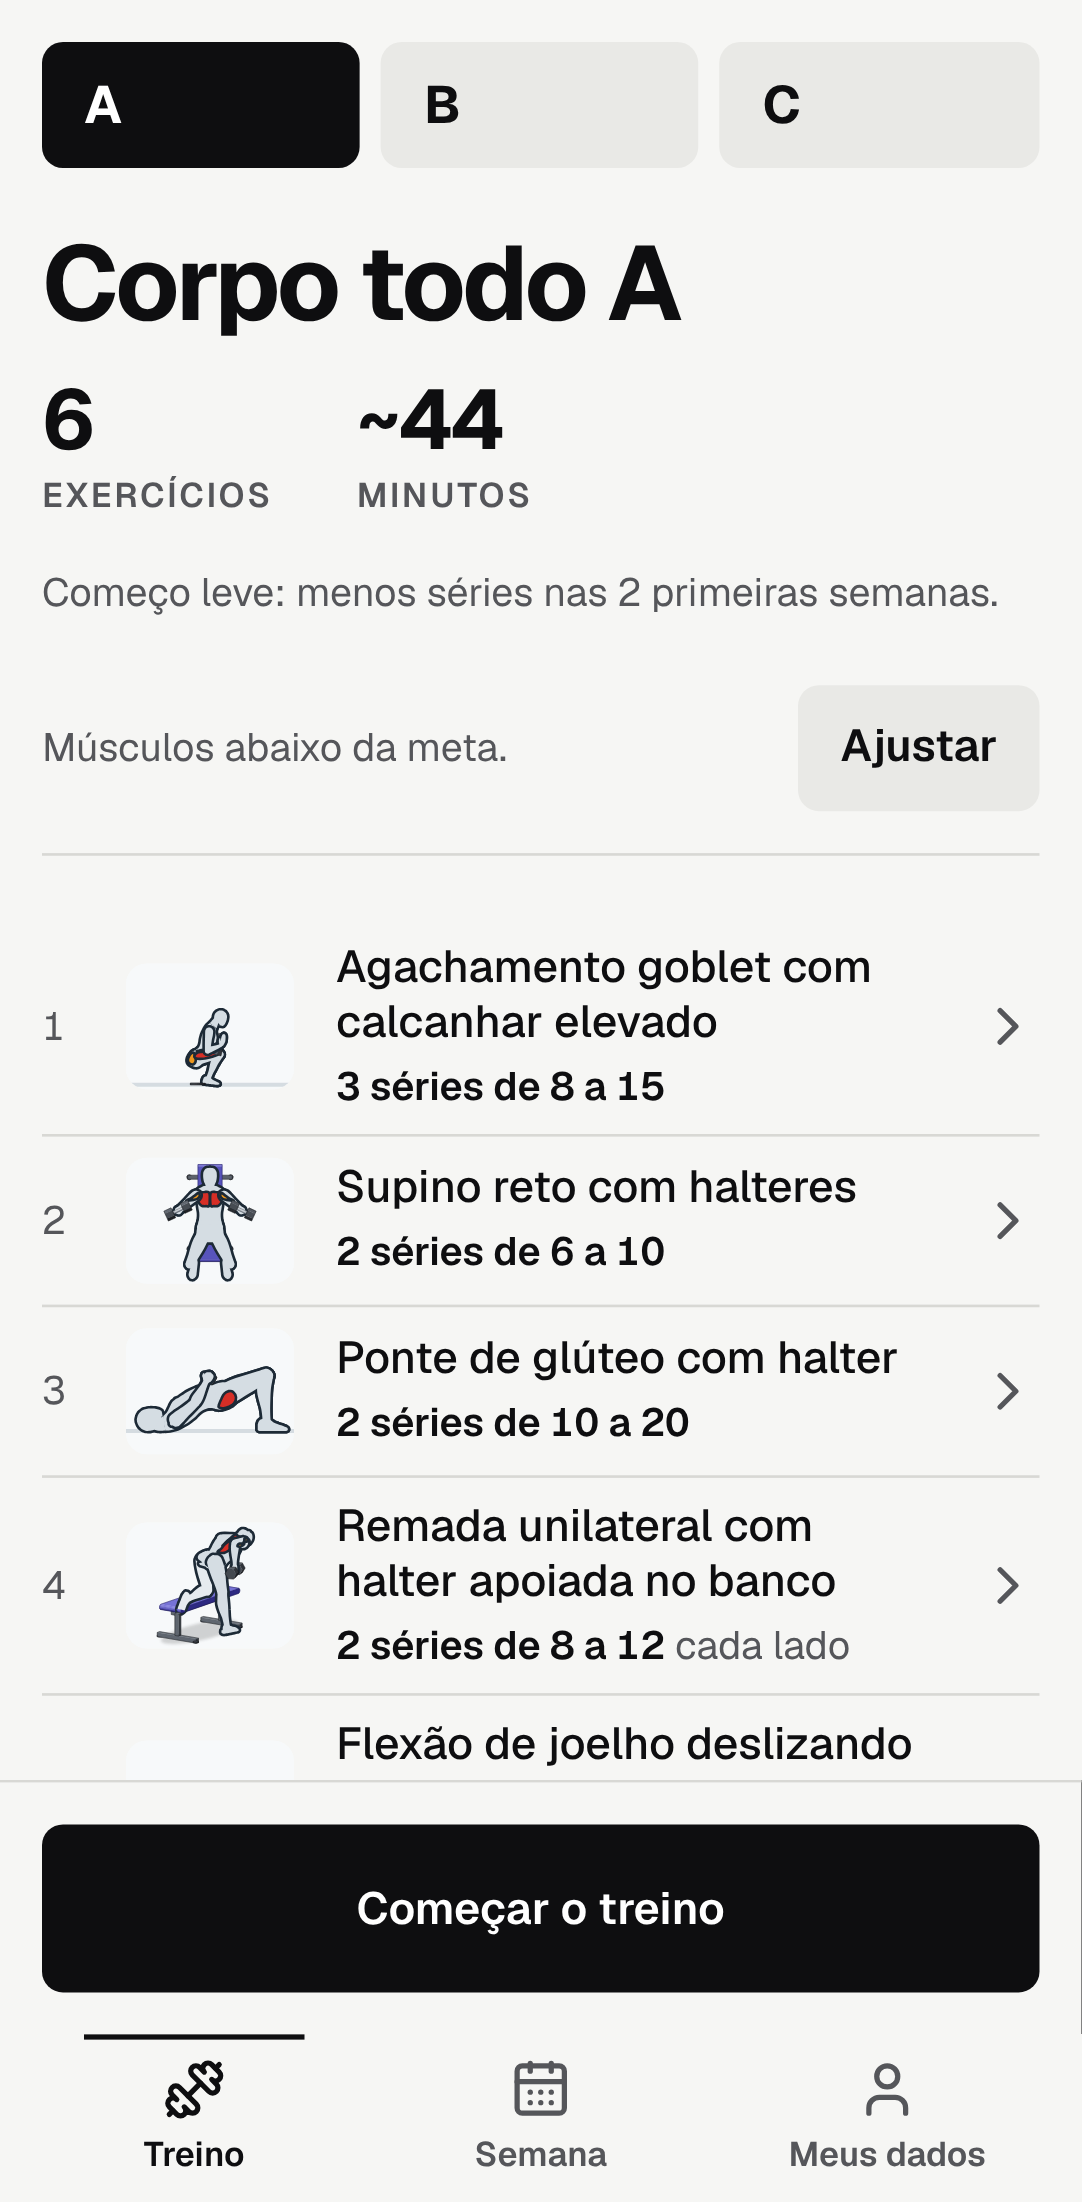 A
B
C
Corpo todo A
6
~44
EXERCÍCIOS
MINUTOS
Começo leve: menos séries nas 2 primeiras semanas.
Músculos abaixo da meta.
Ajustar
1
Agachamento goblet com
calcanhar elevado
3 séries de 8 a 15
2
Supino reto com halteres
2 séries de 6 a 10
3
Ponte de glúteo com halter
2 séries de 10 a 20
4
Remada unilateral com
halter apoiada no banco
2 séries de 8 a 12 cada lado
Flexão de joelho deslizando
Começar o treino
Treino
Semana
Meus dados